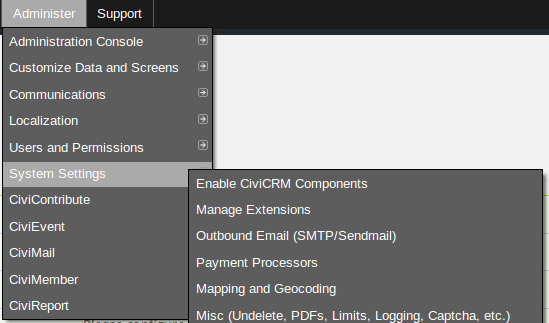 Administer Support
Administration Console
Customize Data and Screens
Communications
Localization
Users and Permissions
System Settings
Enable CiviCRM Components
CiviContribute
Manage Extensions
CiviEvent
Outbound Email (SMTP/Sendmail)
CiviMail
Payment Processors
CiviMember
Mapping and Geocoding
CiviReport
Misc (Undelete, PDFs, Limits, Logging, Captcha, etc.)